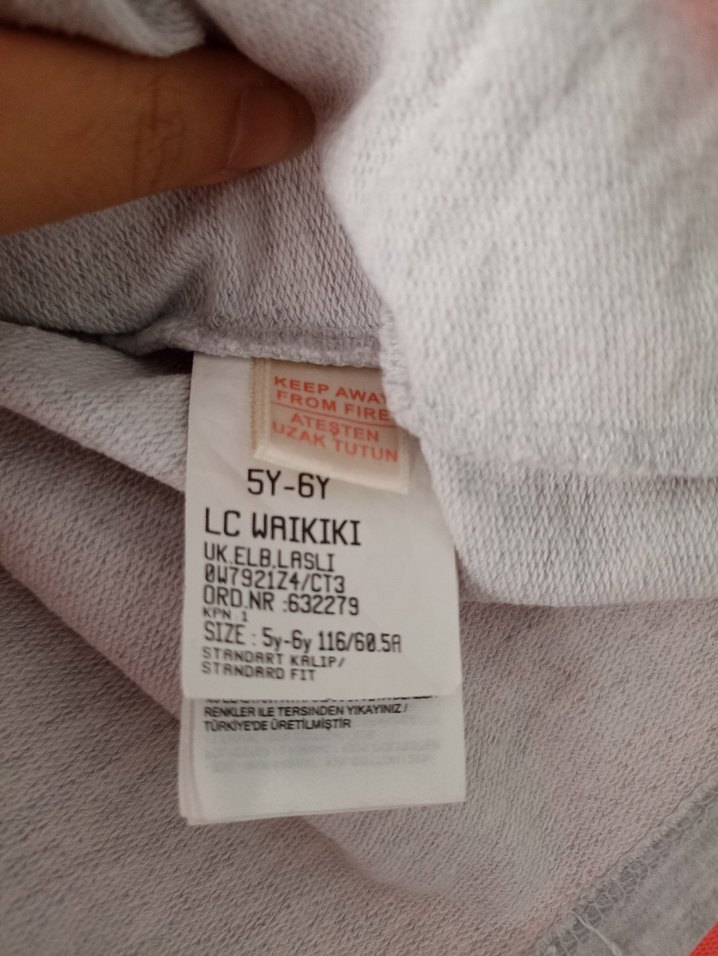 KEEP AWAY
FROM FIRE
ATEŞTEN
UZAK TUTUN
5Y-6Y
LC WAIKIKI
UK.ELB.LASLI
0W7921Z4/CT3
ORD.NR :632279
KPN 1
SIZE : 5y-6y 116/60.5A
STANDART KALIP/
STANDARD FIT
RENKLER ILE TERSINDEN YIKAYINIZ /
TÜRKİYE'DE ÜRETİLMİŞTİR